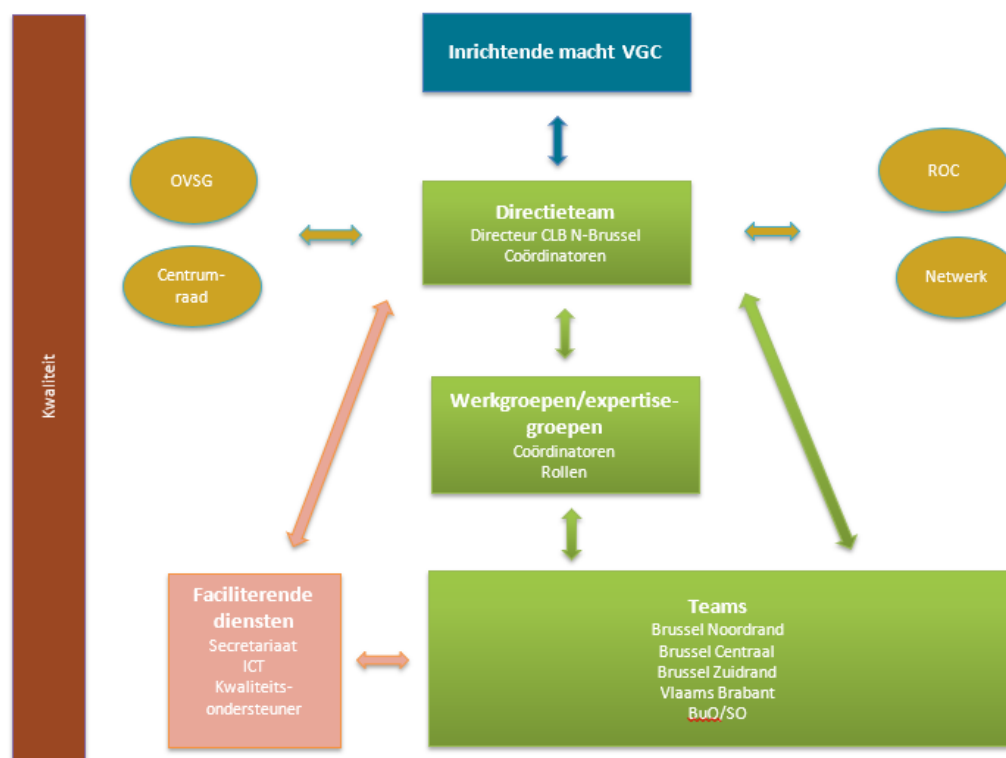 Inrichtende macht VGC
OVSG
ROC
Directieteam
Directeur CLB N-Brussel
Coördinatoren
Centrum-
raad
Netwerk
Kwaliteit
Werkgroepen/expertise-
groepen
Coördinatoren
Rollen
Faciliterende
diensten
Secretariaat
ICT
Kwaliteits-
ondersteuner
Teams
Brussel Noordrand
Brussel Centraal
Brussel Zuidrand
Vlaams Brabant
BuO/SO